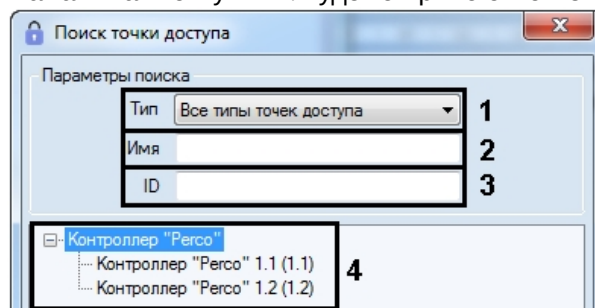 Поиск точки доступа
Параметры поиска
Тип Все типы точек доступа 1
Имя 2
ID 3
Контроллер "Perco"
Контроллер "Perco" 1.1 (1.1)
Контроллер "Perco" 1.2 (1.2)
4